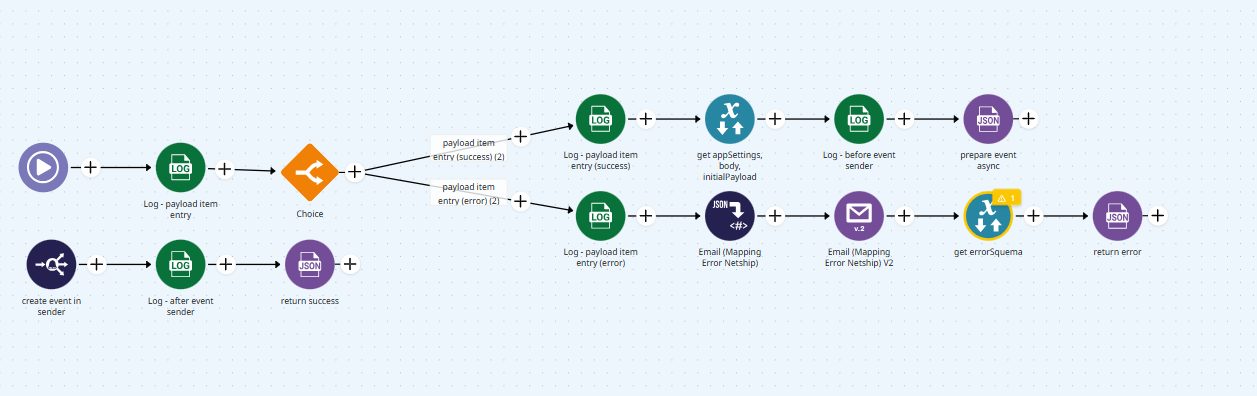 LOG
Log - payload item
entry
Choice
payload item
entry (success) (2)
payload item
entry (error) (2)
LOG
Log - payload item
entry (success)
x
get appSettings,
body,
initialPayload
LOG
Log - before event
sender
JSON
prepare event
async
LOG
Log - payload item
entry (error)
JSON
<#>
Email (Mapping
Error Netship)
v.2
Email (Mapping
Error Netship) V2
x
1
get errorSquema
JSON
return error
create event in
sender
LOG
Log - after event
sender
JSON
return success